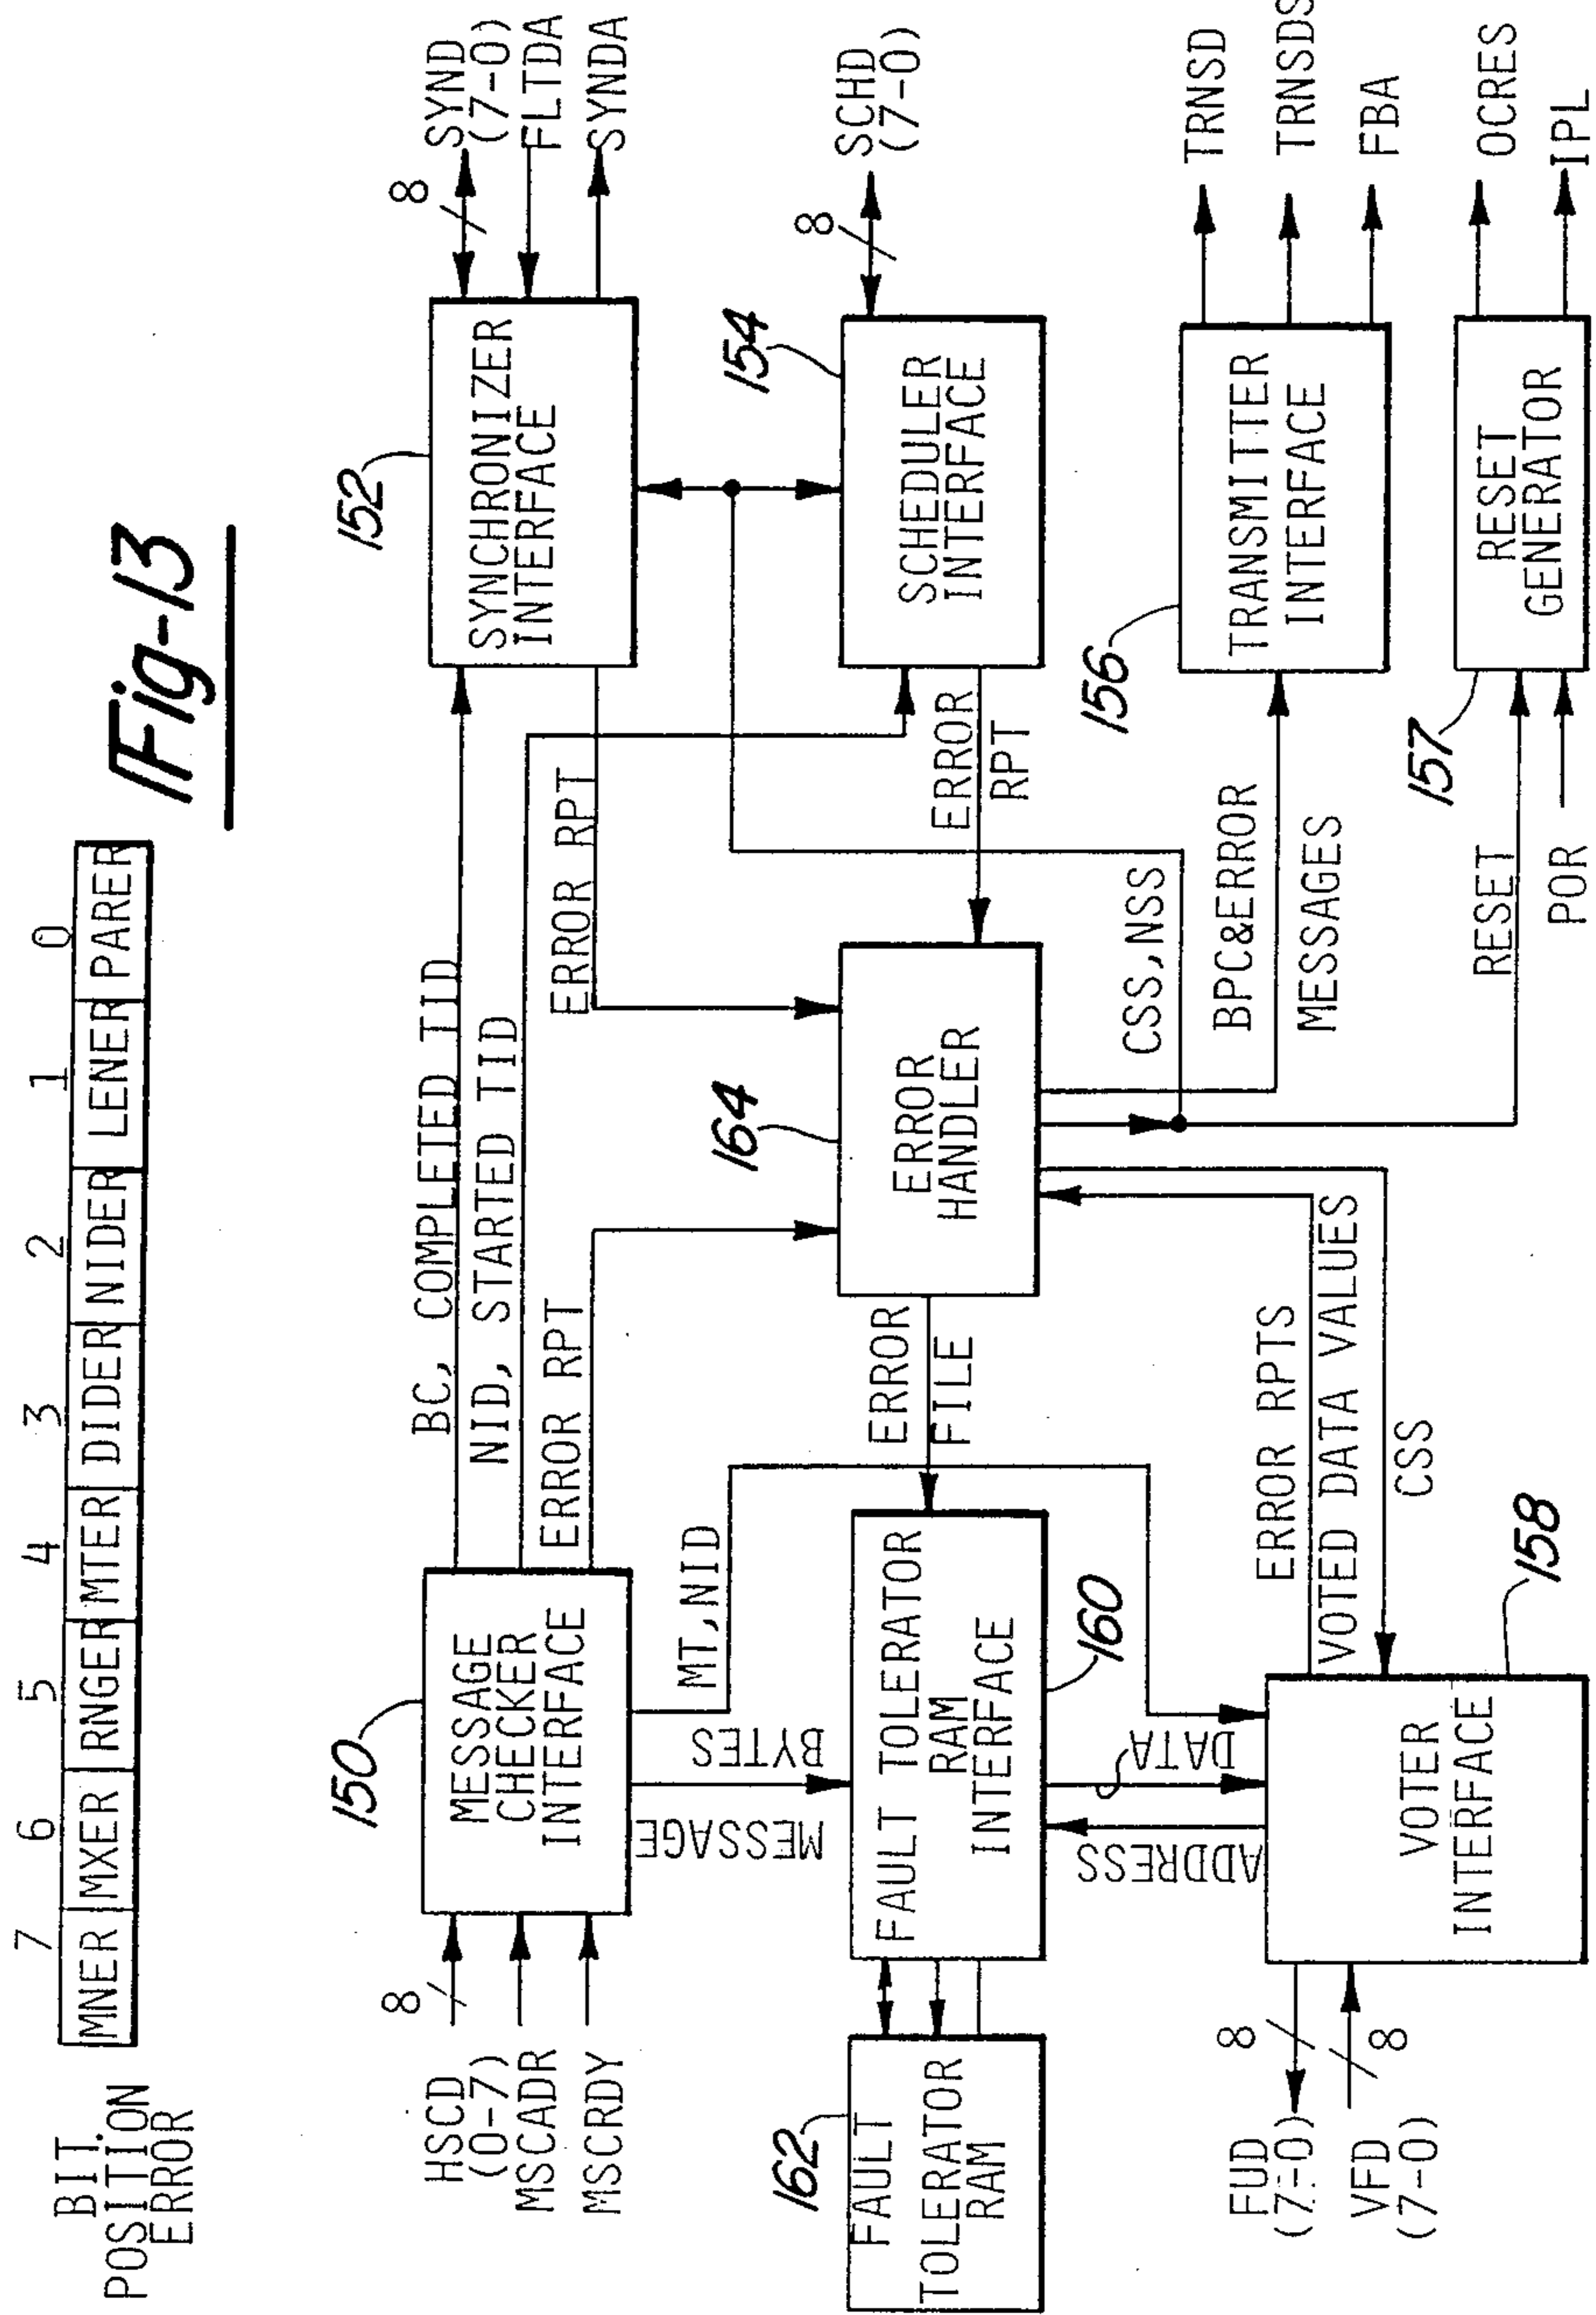 BIT.
POSITION
ERROR
7 6 5 4 3 2 1 0
MNER MXER RNGER MTER DIDER NIDER LENER PARER
Fig-13
HSCD
(0-7)
MSCADR
MSCRDY
8
150
MESSAGE
CHECKER
INTERFACE
BC, COMPLETED TID
NID, STARTED TID
ERROR RPT
ERROR RPT
152
SYNCHRONIZER
INTERFACE
8
SYND
(7-0)
FLTDA
SYNDA
MESSAGE
BYTES
MT,NID
ERROR
FILE
164
ERROR
HANDLER
ERROR
RPT
154
SCHEDULER
INTERFACE
8
SCHD
(7-0)
162
FAULT
TOLERATOR
RAM
FAULT TOLERATOR
RAM
INTERFACE
160
CSS,NSS
BPC&ERROR
MESSAGES
156
TRANSMITTER
INTERFACE
TRNSD
TRNSDS
FBA
ADDRESS
DATA
ERROR RPTS
VOTED DATA VALUES
CSS
FUD
(7-0)
VFD
(7-0)
8
8
VOTER
INTERFACE
158
RESET
POR
157
RESET
GENERATOR
OCRES
IPL